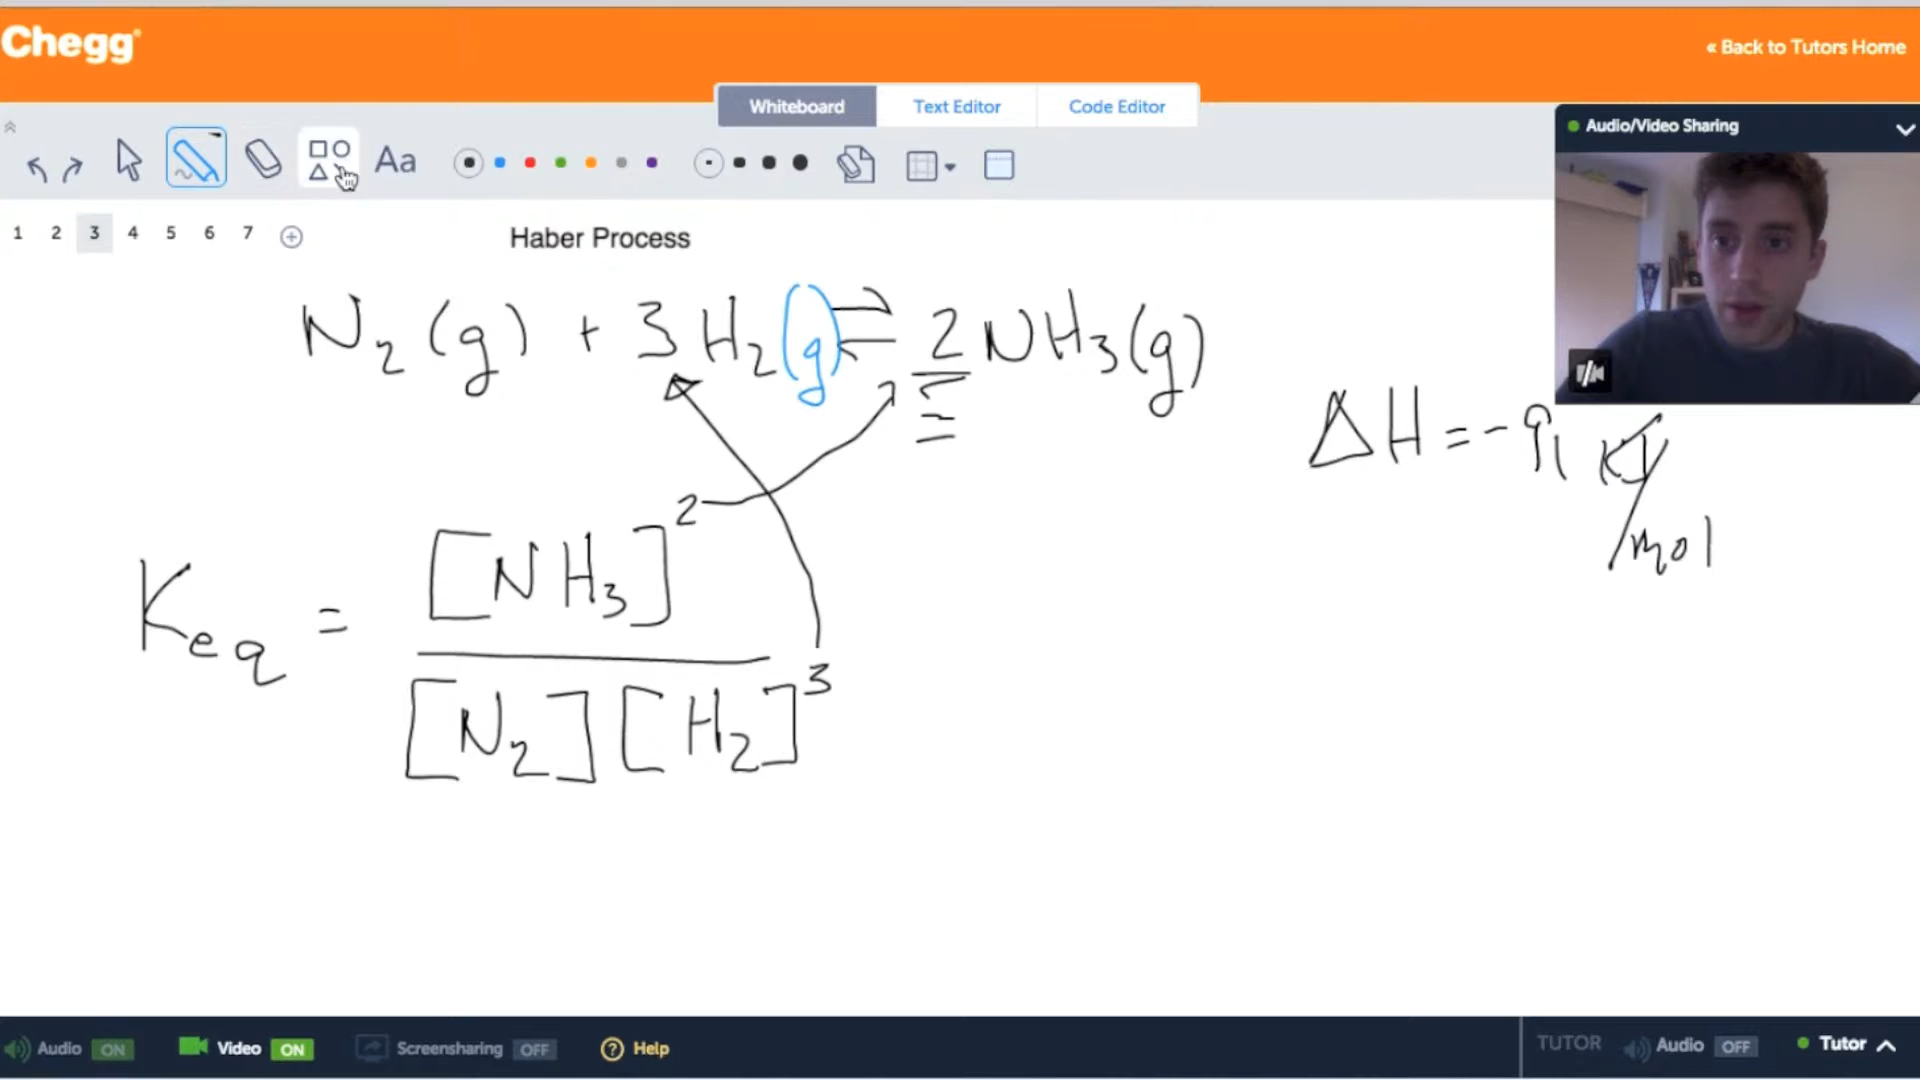 Chegg
« Back to Tutors Home
Whiteboard Text Editor Code Editor
Audio/Video Sharing
Aa
1 2 3 4 5 6 7
Haber Process
N₂(g) + 3H₂(g) ⇌ 2NH₃(g)
ΔH = -91 KJ/mol
Keq = [NH₃]²
[N₂][H₂]³
Audio ON Video ON Screensharing OFF Help TUTOR Audio OFF Tutor